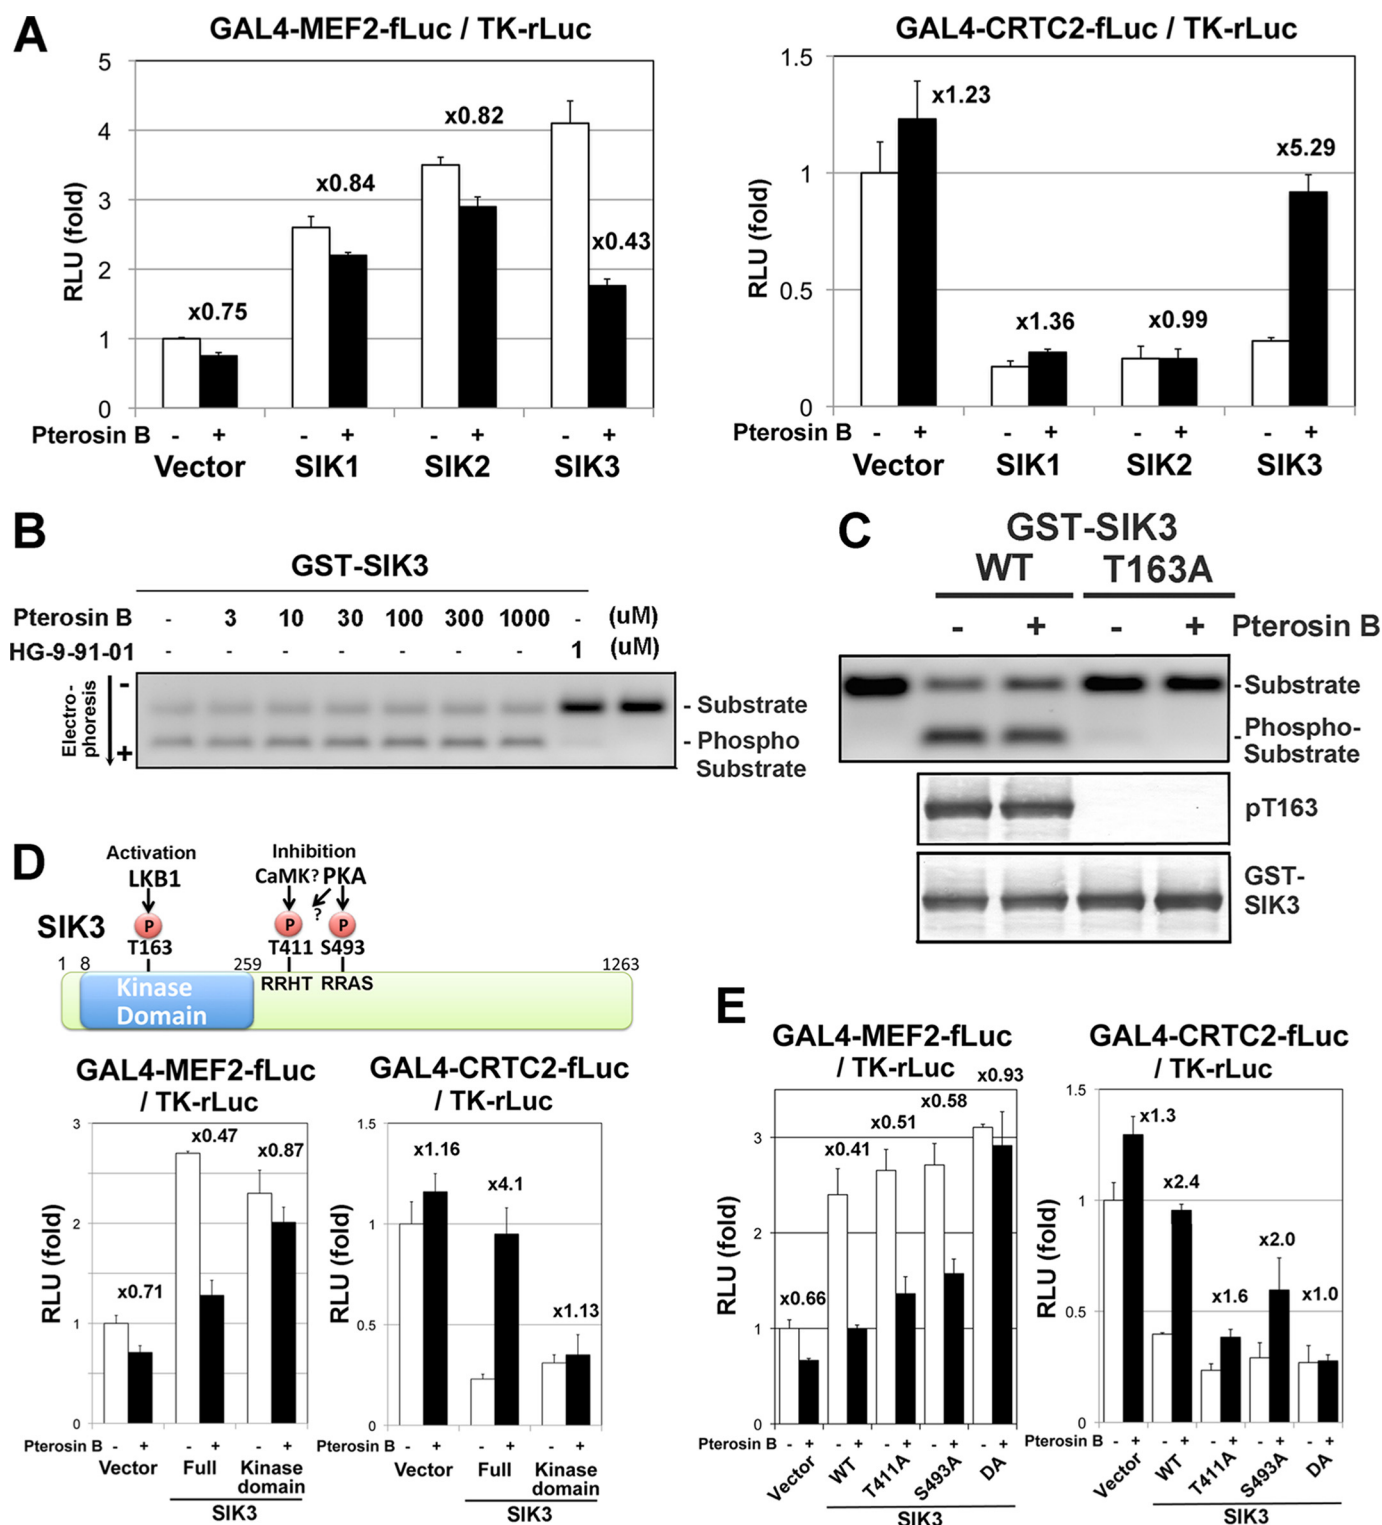 A
GAL4-MEF2-fLuc / TK-rLuc
RLU (fold)
5
4
3
2
1
0
x0.75
x0.84
x0.82
x0.43
Pterosin B - + - + - + - +
Vector SIK1 SIK2 SIK3
GAL4-CRTC2-fLuc / TK-rLuc
RLU (fold)
1.5
1
0.5
0
x1.23
x1.36
x0.99
x5.29
Pterosin B - + - + - + - +
Vector SIK1 SIK2 SIK3
B
GST-SIK3
Pterosin B - 3 10 30 100 300 1000 - (uM)
HG-9-91-01 - - - - - - - 1 (uM)
Electro-
phoresis
-
+
- Substrate
- Phospho
Substrate
C
GST-SIK3
WT T163A
- + - + Pterosin B
-Substrate
-Phospho-
Substrate
pT163
GST-
SIK3
D
Activation
LKB1
Inhibition
CaMK? PKA
?
SIK3
P P P
T163 T411 S493
1 8 259 1263
RRHT RRAS
Kinase
Domain
GAL4-MEF2-fLuc
/ TK-rLuc
RLU (fold)
3
2
1
0
x0.71
x0.47
x0.87
Pterosin B - + - + - +
Vector Full Kinase
domain
SIK3
GAL4-CRTC2-fLuc
/ TK-rLuc
RLU (fold)
1.5
1
0.5
0
x1.16
x4.1
x1.13
Pterosin B - + - + - +
Vector Full Kinase
domain
SIK3
E
GAL4-MEF2-fLuc
/ TK-rLuc
RLU (fold)
3
2
1
0
x0.66
x0.41
x0.51
x0.58
x0.93
Pterosin B - + - + - + - + - +
Vector WT T411A S493A DA
SIK3
GAL4-CRTC2-fLuc
/ TK-rLuc
RLU (fold)
1.5
1
0.5
0
x1.3
x2.4
x1.6
x2.0
x1.0
Pterosin B - + - + - + - + - +
Vector WT T411A S493A DA
SIK3